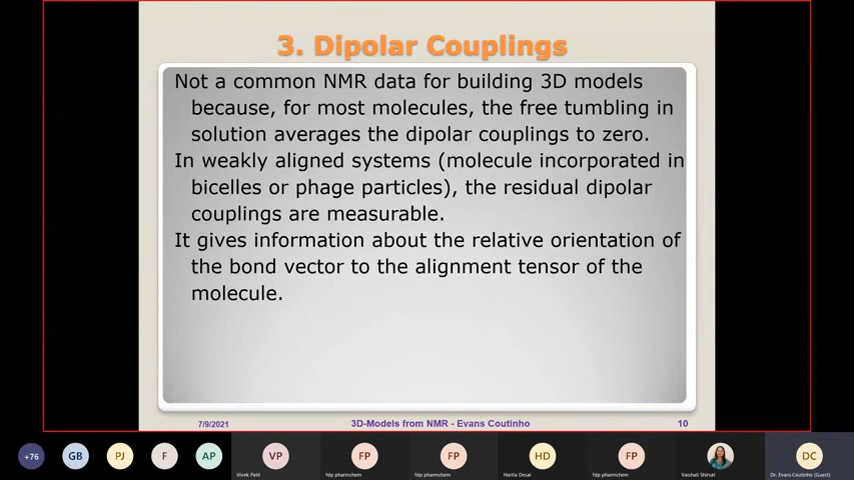 3. Dipolar Couplings
Not a common NMR data for building 3D models
because, for most molecules, the free tumbling in
solution averages the dipolar couplings to zero.
In weakly aligned systems (molecule incorporated in
bicelles or phage particles), the residual dipolar
couplings are measurable.
It gives information about the relative orientation of
the bond vector to the alignment tensor of the
molecule.
7/9/2021 3D-Models from NMR - Evans Coutinho 10
+76 GB PJ F AP VP FP FP HD FP DC
Vivek Patil fdp pharmchem fdp pharmchem Harita Desai fdp pharmchem Vaishali Shirsat Dr. Evans Coutinho (Guest)